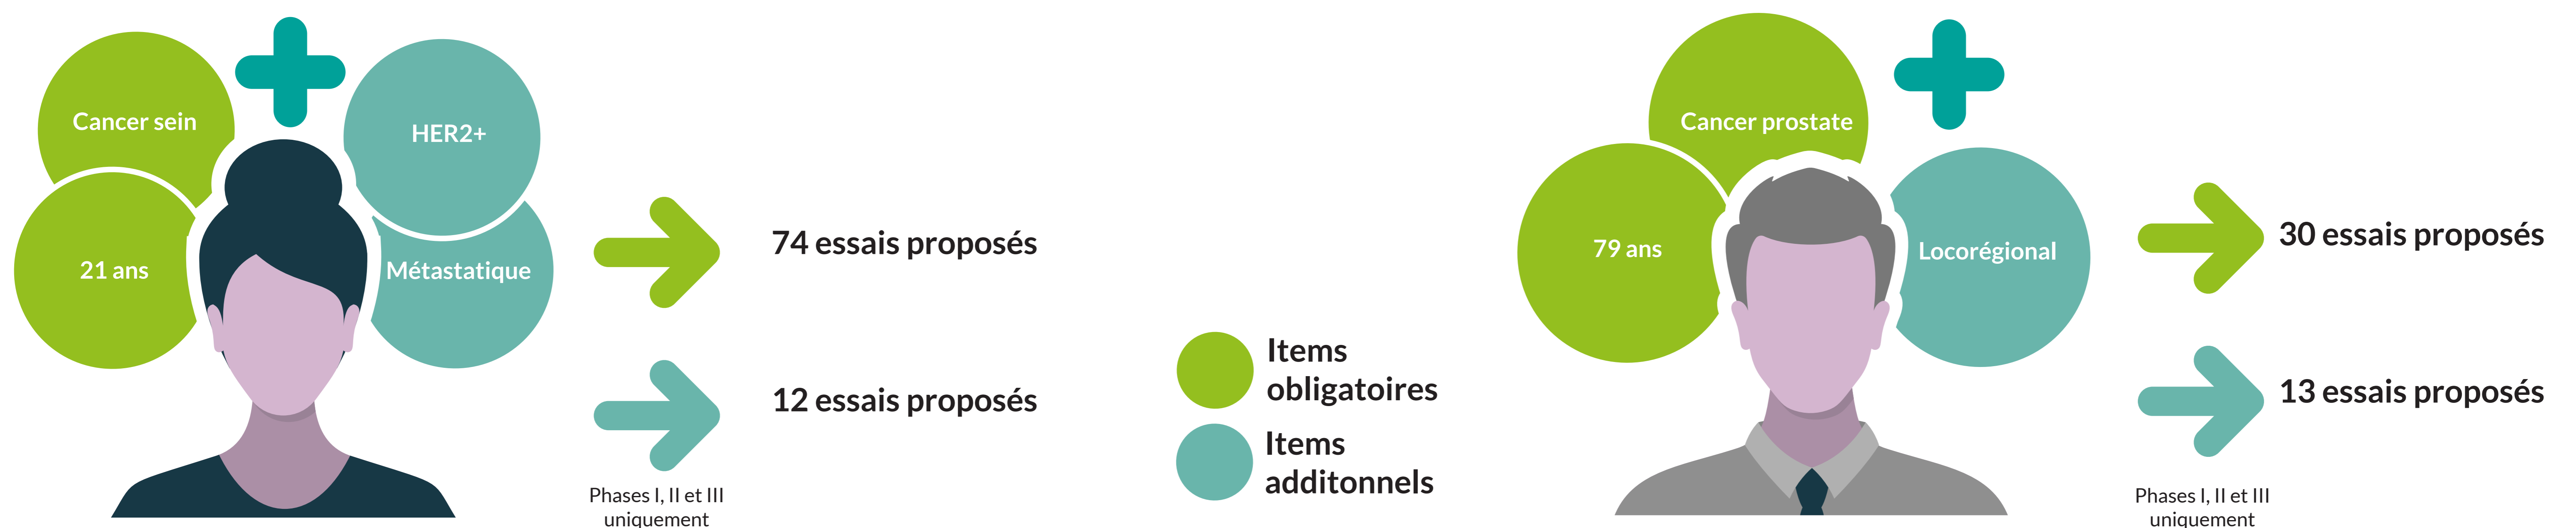 Cancer sein
HER2+
21 ans
Métastatique
74 essais proposés
12 essais proposés
Phases I, II et III
uniquement
Items
obligatoires
Items
additonnels
Cancer prostate
79 ans
Locorégional
30 essais proposés
13 essais proposés
Phases I, II et III
uniquement